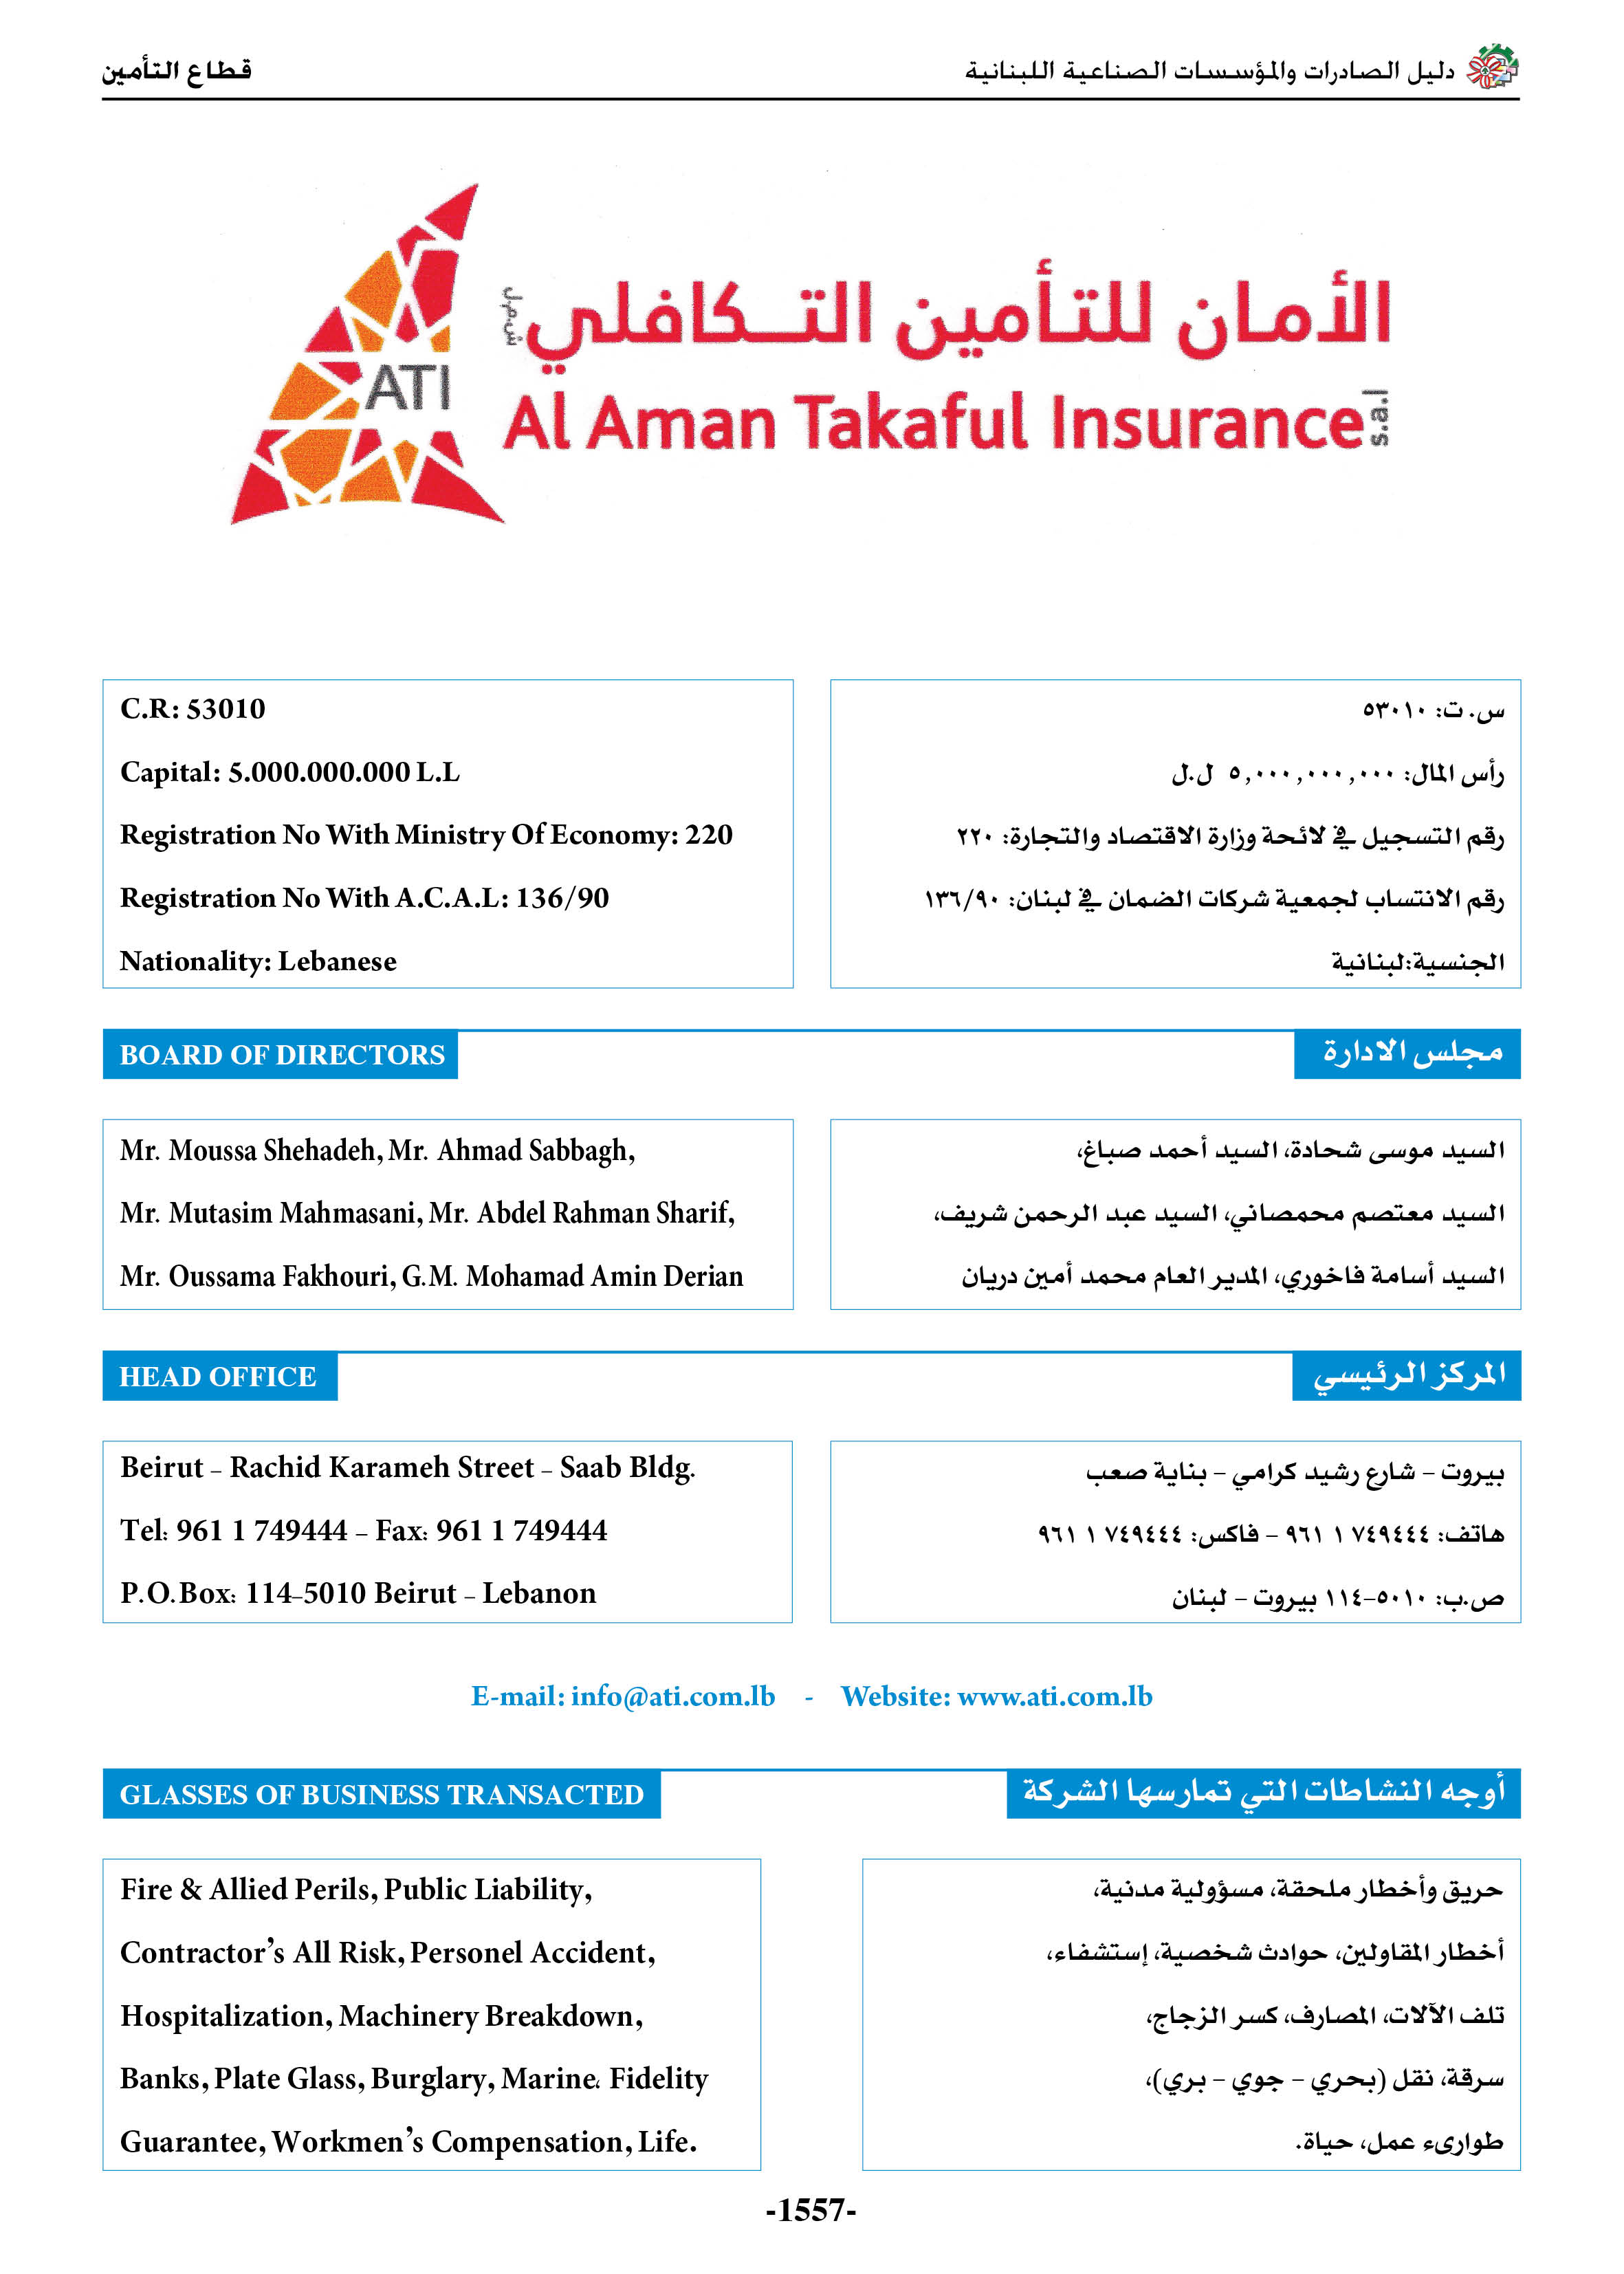 دليل الصادرات والمؤسسات الصناعية اللبنانية
قطاع التأمين
ATI
الأمان للتأمين التكافلي ش.م.ل
Al Aman Takaful Insurance s.a.l
C.R: 53010
Capital: 5.000.000.000 L.L
Registration No With Ministry Of Economy: 220
Registration No With A.C.A.L: 136/90
Nationality: Lebanese
س. ت: ٥٣٠١٠
رأس المال: ٥,٠٠٠,٠٠٠,٠٠٠ ل.ل
رقم التسجيل في لائحة وزارة الاقتصاد والتجارة: ٢٢٠
رقم الانتساب لجمعية شركات الضمان في لبنان: ١٣٦/٩٠
الجنسية:لبنانية
BOARD OF DIRECTORS
مجلس الادارة
Mr. Moussa Shehadeh, Mr. Ahmad Sabbagh,
Mr. Mutasim Mahmasani, Mr. Abdel Rahman Sharif,
Mr. Oussama Fakhouri, G.M. Mohamad Amin Derian
السيد موسى شحادة، السيد أحمد صباغ،
السيد معتصم محمصاني، السيد عبد الرحمن شريف،
السيد أسامة فاخوري، المدير العام محمد أمين دريان
HEAD OFFICE
المركز الرئيسي
Beirut - Rachid Karameh Street - Saab Bldg.
Tel: 961 1 749444 - Fax: 961 1 749444
P.O.Box: 114-5010 Beirut - Lebanon
بيروت - شارع رشيد كرامي - بناية صعب
هاتف: ٧٤٩٤٤٤ ١ ٩٦١ - فاكس: ٧٤٩٤٤٤ ١ ٩٦١
ص.ب: ٥٠١٠-١١٤ بيروت - لبنان
E-mail: info@ati.com.lb - Website: www.ati.com.lb
GLASSES OF BUSINESS TRANSACTED
أوجه النشاطات التي تمارسها الشركة
Fire & Allied Perils, Public Liability,
Contractor's All Risk, Personel Accident,
Hospitalization, Machinery Breakdown,
Banks, Plate Glass, Burglary, Marine، Fidelity
Guarantee, Workmen's Compensation, Life.
حريق وأخطار ملحقة، مسؤولية مدنية،
أخطار المقاولين، حوادث شخصية، إستشفاء،
تلف الآلات، المصارف، كسر الزجاج،
سرقة، نقل (بحري - جوي - بري)،
طوارىء عمل، حياة.
-1557-